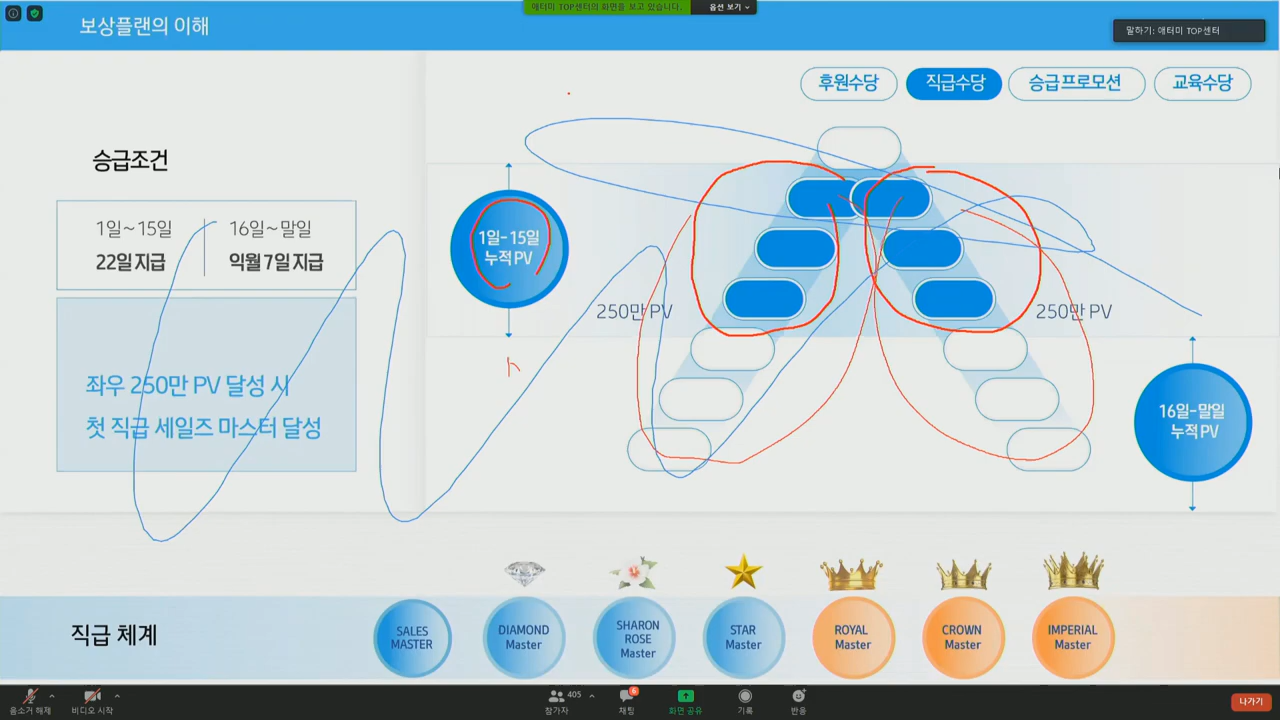 애터미 TOP센터의 화면을 보고 있습니다.
옵션 보기
보상플랜의 이해
말하기: 애터미 TOP센터
후원수당
직급수당
승급프로모션
교육수당
승급조건
1일~15일
22일지급
16일~말일
익월 7일 지급
좌우 250만 PV 달성 시
첫 직급 세일즈 마스터 달성
1일-15일
누적 PV
250만 PV
250만 PV
16일-말일
누적 PV
직급 체계
SALES
MASTER
DIAMOND
Master
SHARON
ROSE
Master
STAR
Master
ROYAL
Master
CROWN
Master
IMPERIAL
Master
음소거 해제
비디오 시작
405
참가자
6
채팅
화면 공유
기록
반응
나가기